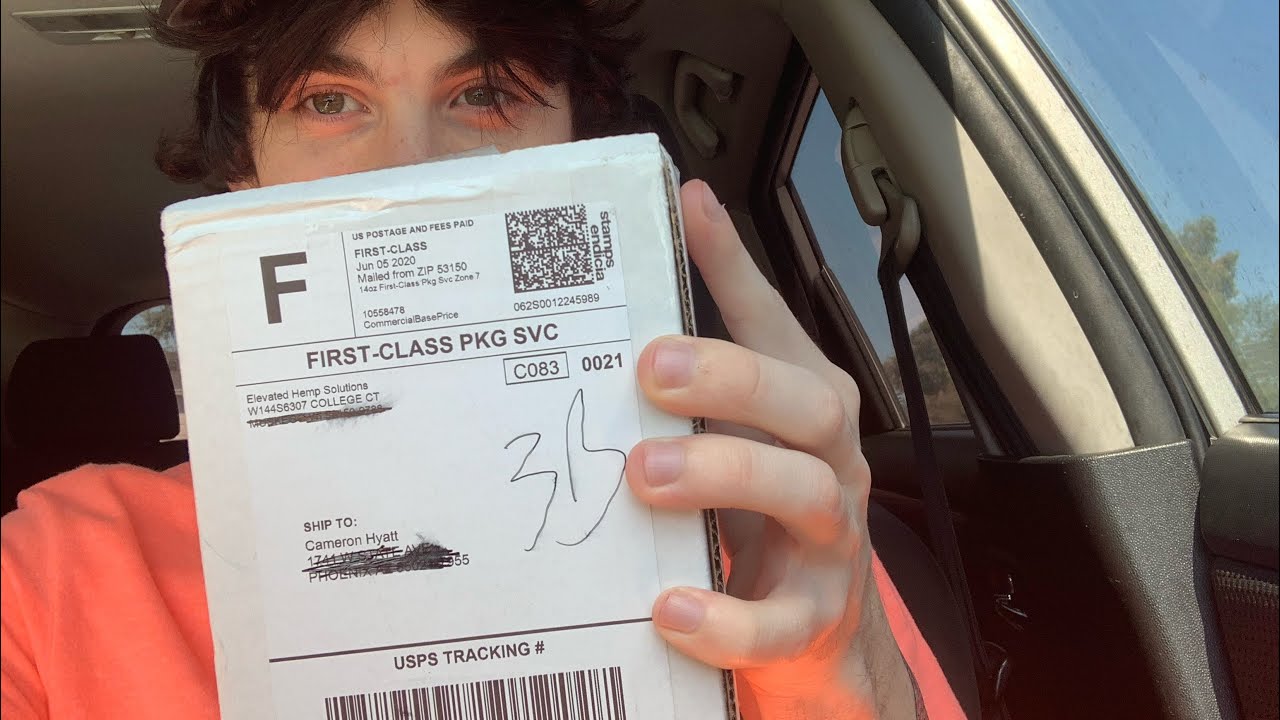 F
US POSTAGE AND FEES PAID
FIRST-CLASS
Jun 05 2020
Mailed from ZIP 53150
14oz First-Class Pkg Svc Zone 7
10558478
CommercialBasePrice
stamps
endicia
062S0012245989
FIRST-CLASS PKG SVC
C083 0021
Elevated Hemp Solutions
W144S6307 COLLEGE CT
SHIP TO:
Cameron Hyatt
PHOENIX
USPS TRACKING #